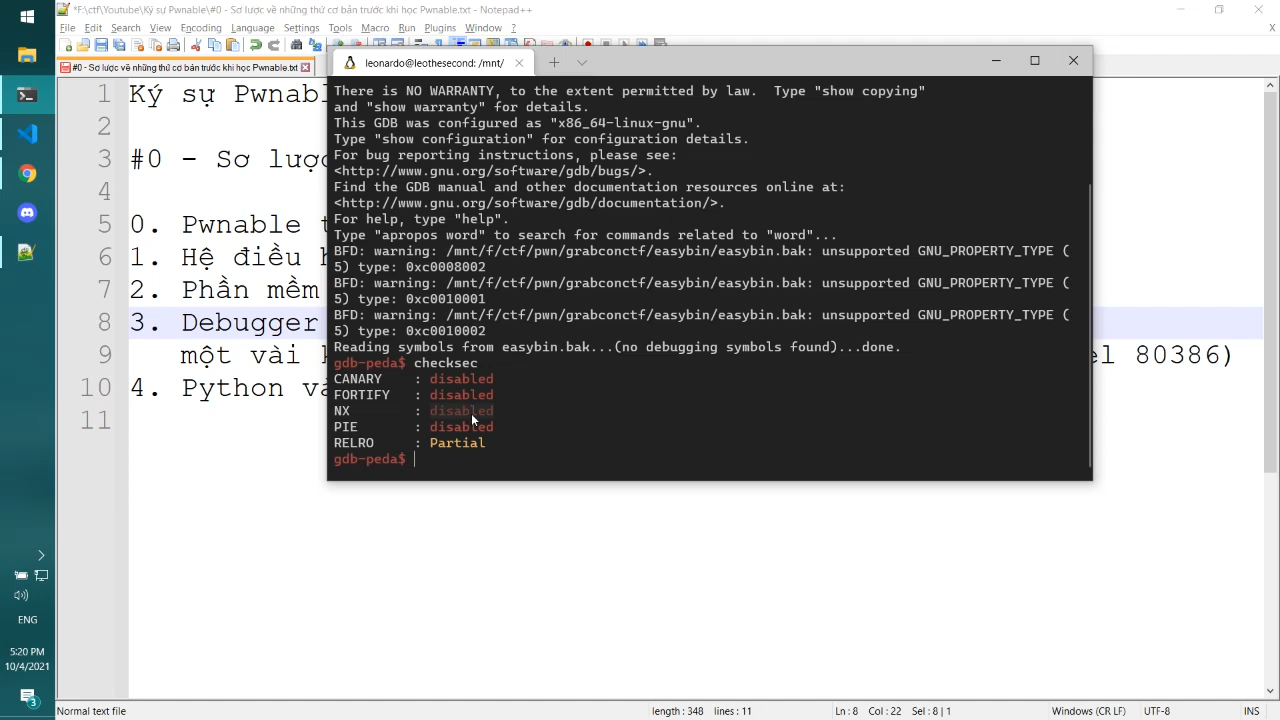 *F:\ctf\Youtube\Ký sự Pwnable\#0 - Sơ lược về những thứ cơ bản trước khi học Pwnable.txt - Notepad++
File Edit Search View Encoding Language Settings Tools Macro Run Plugins Window ?
#0 - Sơ lược về những thứ cơ bản trước khi học Pwnable.txt
leonardo@leothesecond: /mnt/
1 Ký sự Pwnabl
2
3 #0 - Sơ lược
4
5 0. Pwnable
6 1. Hệ điều
7 2. Phần mềm
8 3. Debugger
9 một vài el 80386)
10 4. Python và
11
There is NO WARRANTY, to the extent permitted by law.  Type "show copying"
and "show warranty" for details.
This GDB was configured as "x86_64-linux-gnu".
Type "show configuration" for configuration details.
For bug reporting instructions, please see:
<http://www.gnu.org/software/gdb/bugs/>.
Find the GDB manual and other documentation resources online at:
<http://www.gnu.org/software/gdb/documentation/>.
For help, type "help".
Type "apropos word" to search for commands related to "word"...
BFD: warning: /mnt/f/ctf/pwn/grabconctf/easybin/easybin.bak: unsupported GNU_PROPERTY_TYPE (
5) type: 0xc0008002
BFD: warning: /mnt/f/ctf/pwn/grabconctf/easybin/easybin.bak: unsupported GNU_PROPERTY_TYPE (
5) type: 0xc0010001
BFD: warning: /mnt/f/ctf/pwn/grabconctf/easybin/easybin.bak: unsupported GNU_PROPERTY_TYPE (
5) type: 0xc0010002
Reading symbols from easybin.bak...(no debugging symbols found)...done.
gdb-peda$ checksec
CANARY    : disabled
FORTIFY   : disabled
NX        : disabled
PIE       : disabled
RELRO     : Partial
gdb-peda$
ENG
5:20 PM
10/4/2021
3
Normal text file length : 348 lines : 11 Ln : 8 Col : 22 Sel : 8 | 1 Windows (CR LF) UTF-8 INS